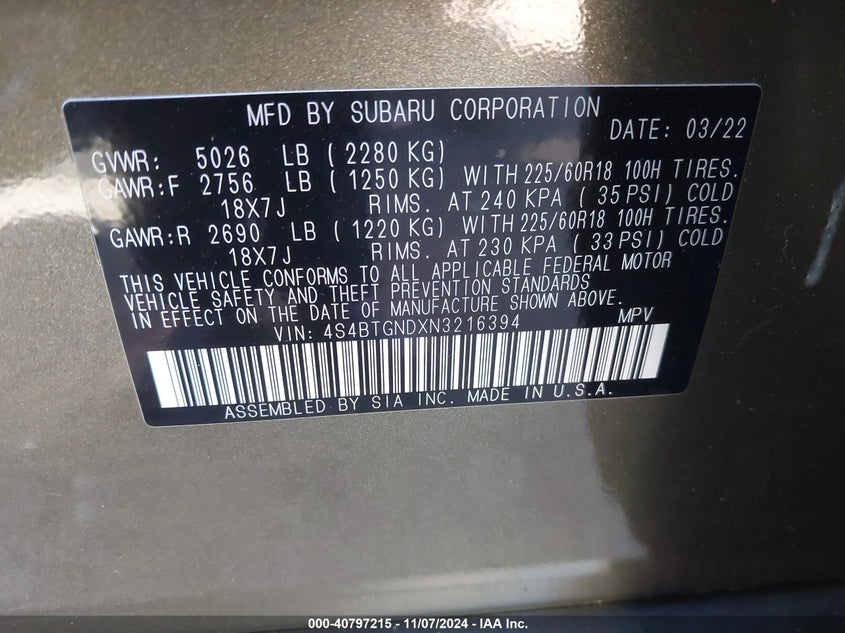 MFD BY SUBARU CORPORATION
DATE: 03/22
GVWR: 5026 LB ( 2280 KG)
GAWR:F 2756 LB ( 1250 KG) WITH 225/60R18 100H TIRES.
18X7J RIMS. AT 240 KPA ( 35 PSI) COLD
GAWR:R 2690 LB ( 1220 KG) WITH 225/60R18 100H TIRES.
18X7J RIMS. AT 230 KPA ( 33 PSI) COLD
THIS VEHICLE CONFORMS TO ALL APPLICABLE FEDERAL MOTOR
VEHICLE SAFETY AND THEFT PREVENTION STANDARDS
IN EFFECT ON THE DATE OF MANUFACTURE SHOWN ABOVE.
VIN: 4S4BTGNDXN3216394 MPV
ASSEMBLED BY SIA INC. MADE IN U.S.A.
000-40797215 - 11/07/2024 - IAA Inc.